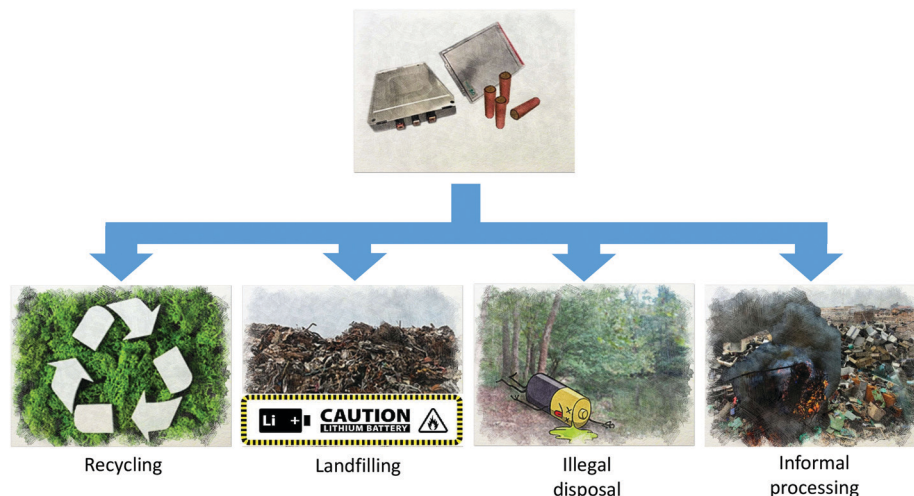 Li +
CAUTION
LITHIUM BATTERY
Recycling
Landfilling
Illegal
disposal
Informal
processing